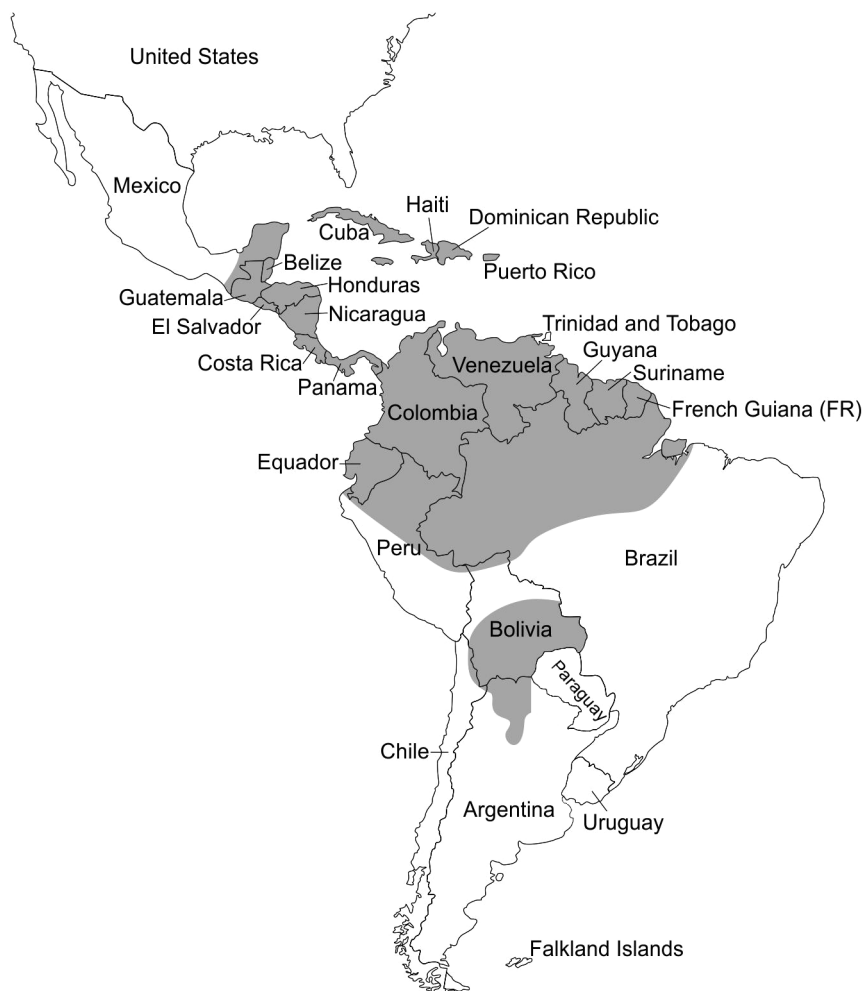 United States
Mexico
Haiti
Dominican Republic
Cuba
Belize
Puerto Rico
Honduras
Guatemala
Nicaragua
El Salvador
Trinidad and Tobago
Guyana
Costa Rica
Venezuela
Suriname
Panama
Colombia
French Guiana (FR)
Equador
Peru
Brazil
Bolivia
Paraguay
Chile
Argentina
Uruguay
Falkland Islands